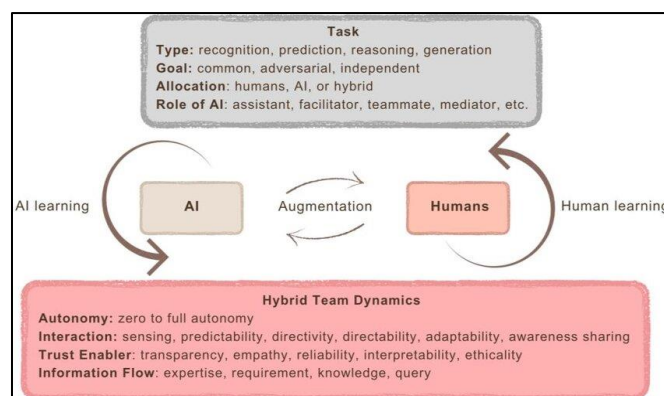 Task
Type: recognition, prediction, reasoning, generation
Goal: common, adversarial, independent
Allocation: humans, AI, or hybrid
Role of AI: assistant, facilitator, teammate, mediator, etc.
AI learning
AI
Augmentation
Humans
Human learning
Hybrid Team Dynamics
Autonomy: zero to full autonomy
Interaction: sensing, predictability, directivity, directability, adaptability, awareness sharing
Trust Enabler: transparency, empathy, reliability, interpretability, ethicality
Information Flow: expertise, requirement, knowledge, query